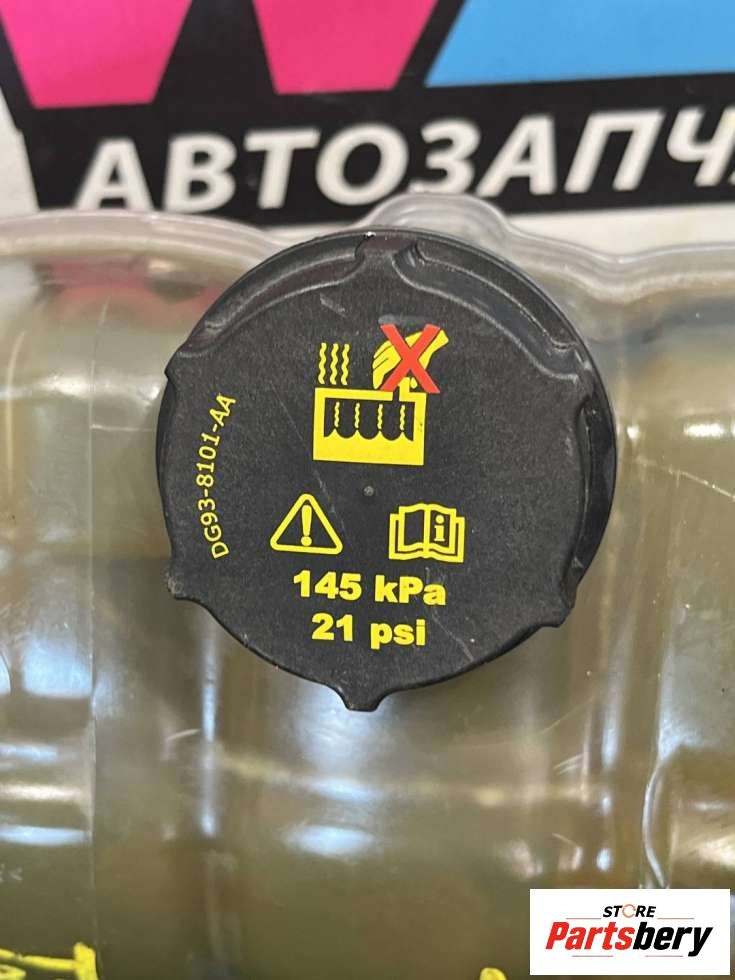 АВТОЗАПЧ
DG93-8101-AA
145 kPa
21 psi
STORE
Partsbery